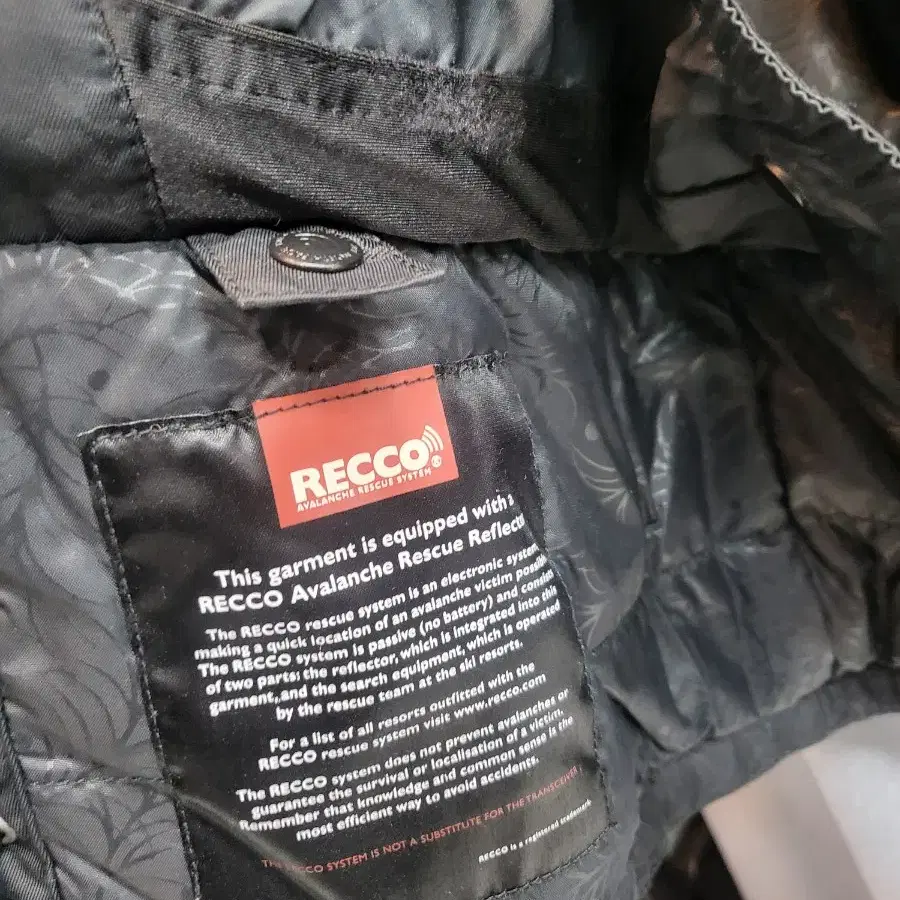 RECCO®
AVALANCHE RESCUE SYSTEM
This garment is equipped with a
RECCO Avalanche Rescue Reflecto
The RECCO rescue system is an electronic system
making a quick location of an avalanche victim possible
The RECCO system is passive (no battery) and consists
of two parts: the reflector, which is integrated into this
garment, and the search equipment, which is operated
by the rescue team at the ski resorts.
For a list of all resorts outfitted with the
RECCO rescue system visit www.recco.com
The RECCO system does not prevent avalanches or
guarantee the survival or localisation of a victim.
Remember that knowledge and common sense is the
most efficient way to avoid accidents.
THE RECCO SYSTEM IS NOT A SUBSTITUTE FOR THE TRANSCEIVER !
RECCO is a registered trademark